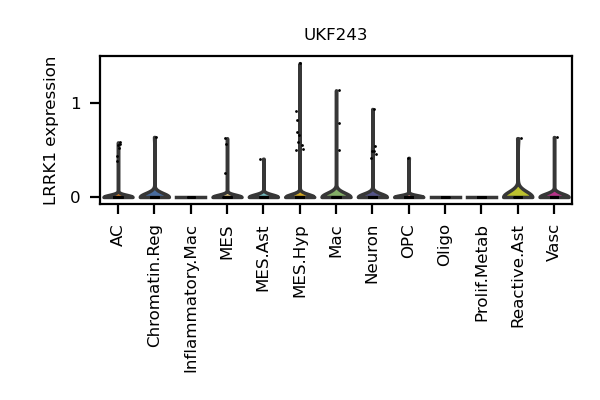 UKF243
LRRK1 expression
1
0
AC
Chromatin.Reg
Inflammatory.Mac
MES
MES.Ast
MES.Hyp
Mac
Neuron
OPC
Oligo
Prolif.Metab
Reactive.Ast
Vasc